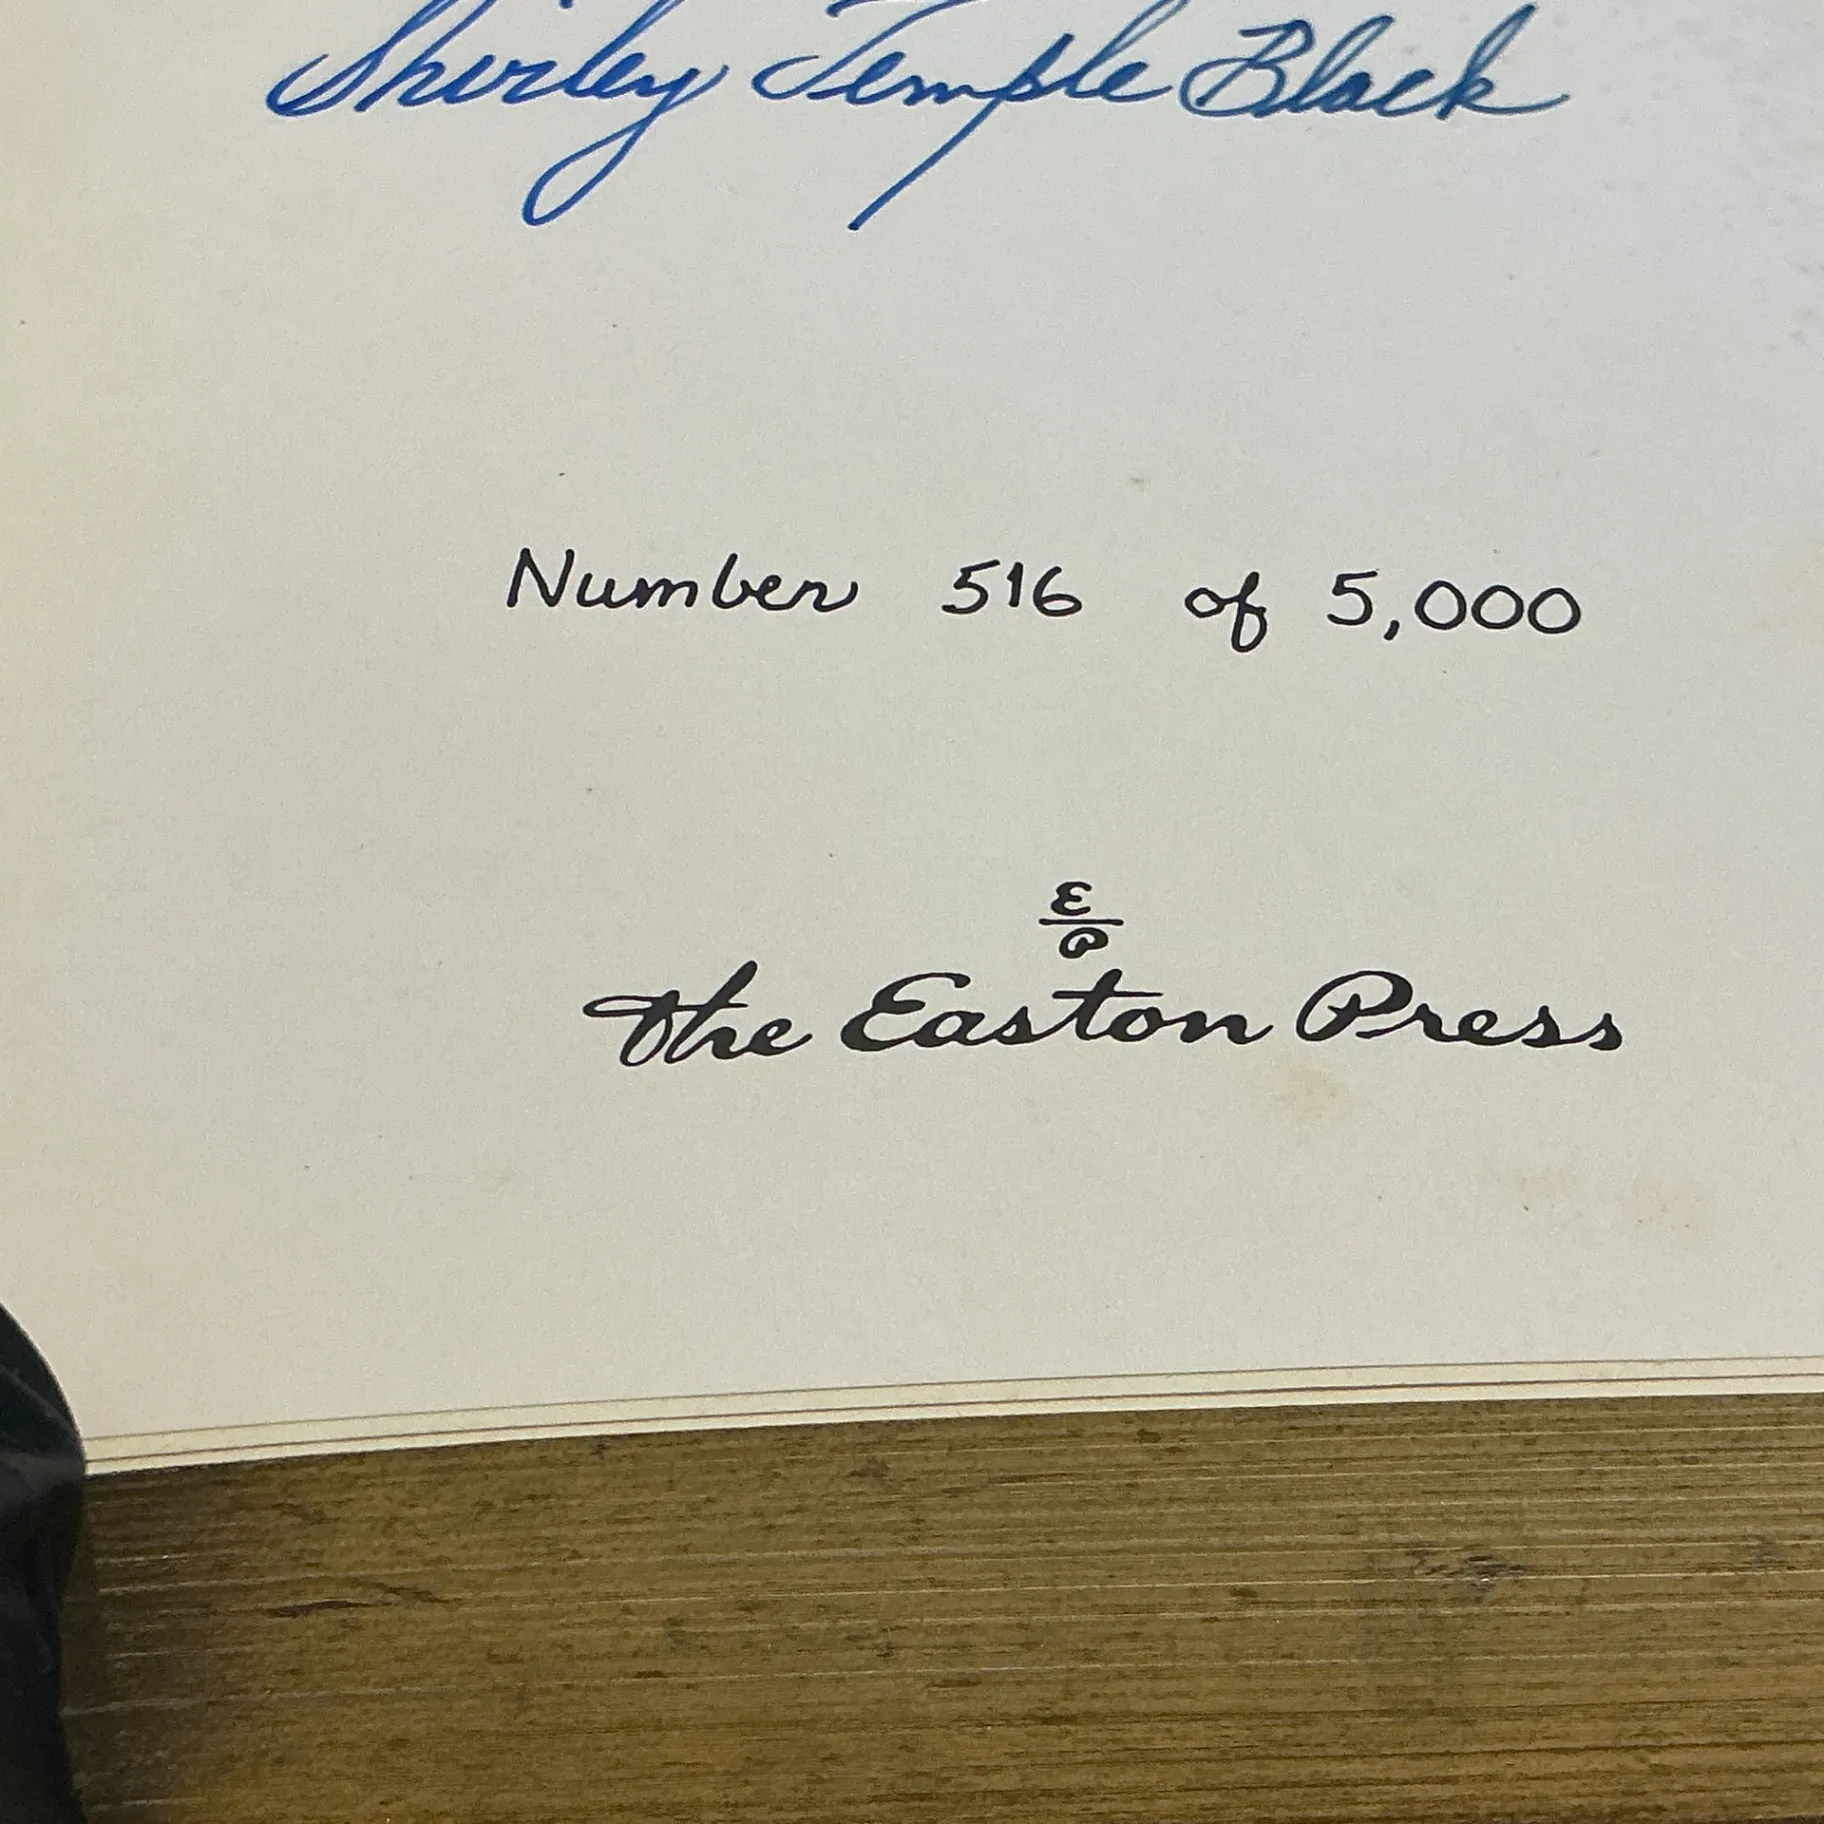 Shirley Temple Black
Number 516 of 5,000
E
P
The Easton Press